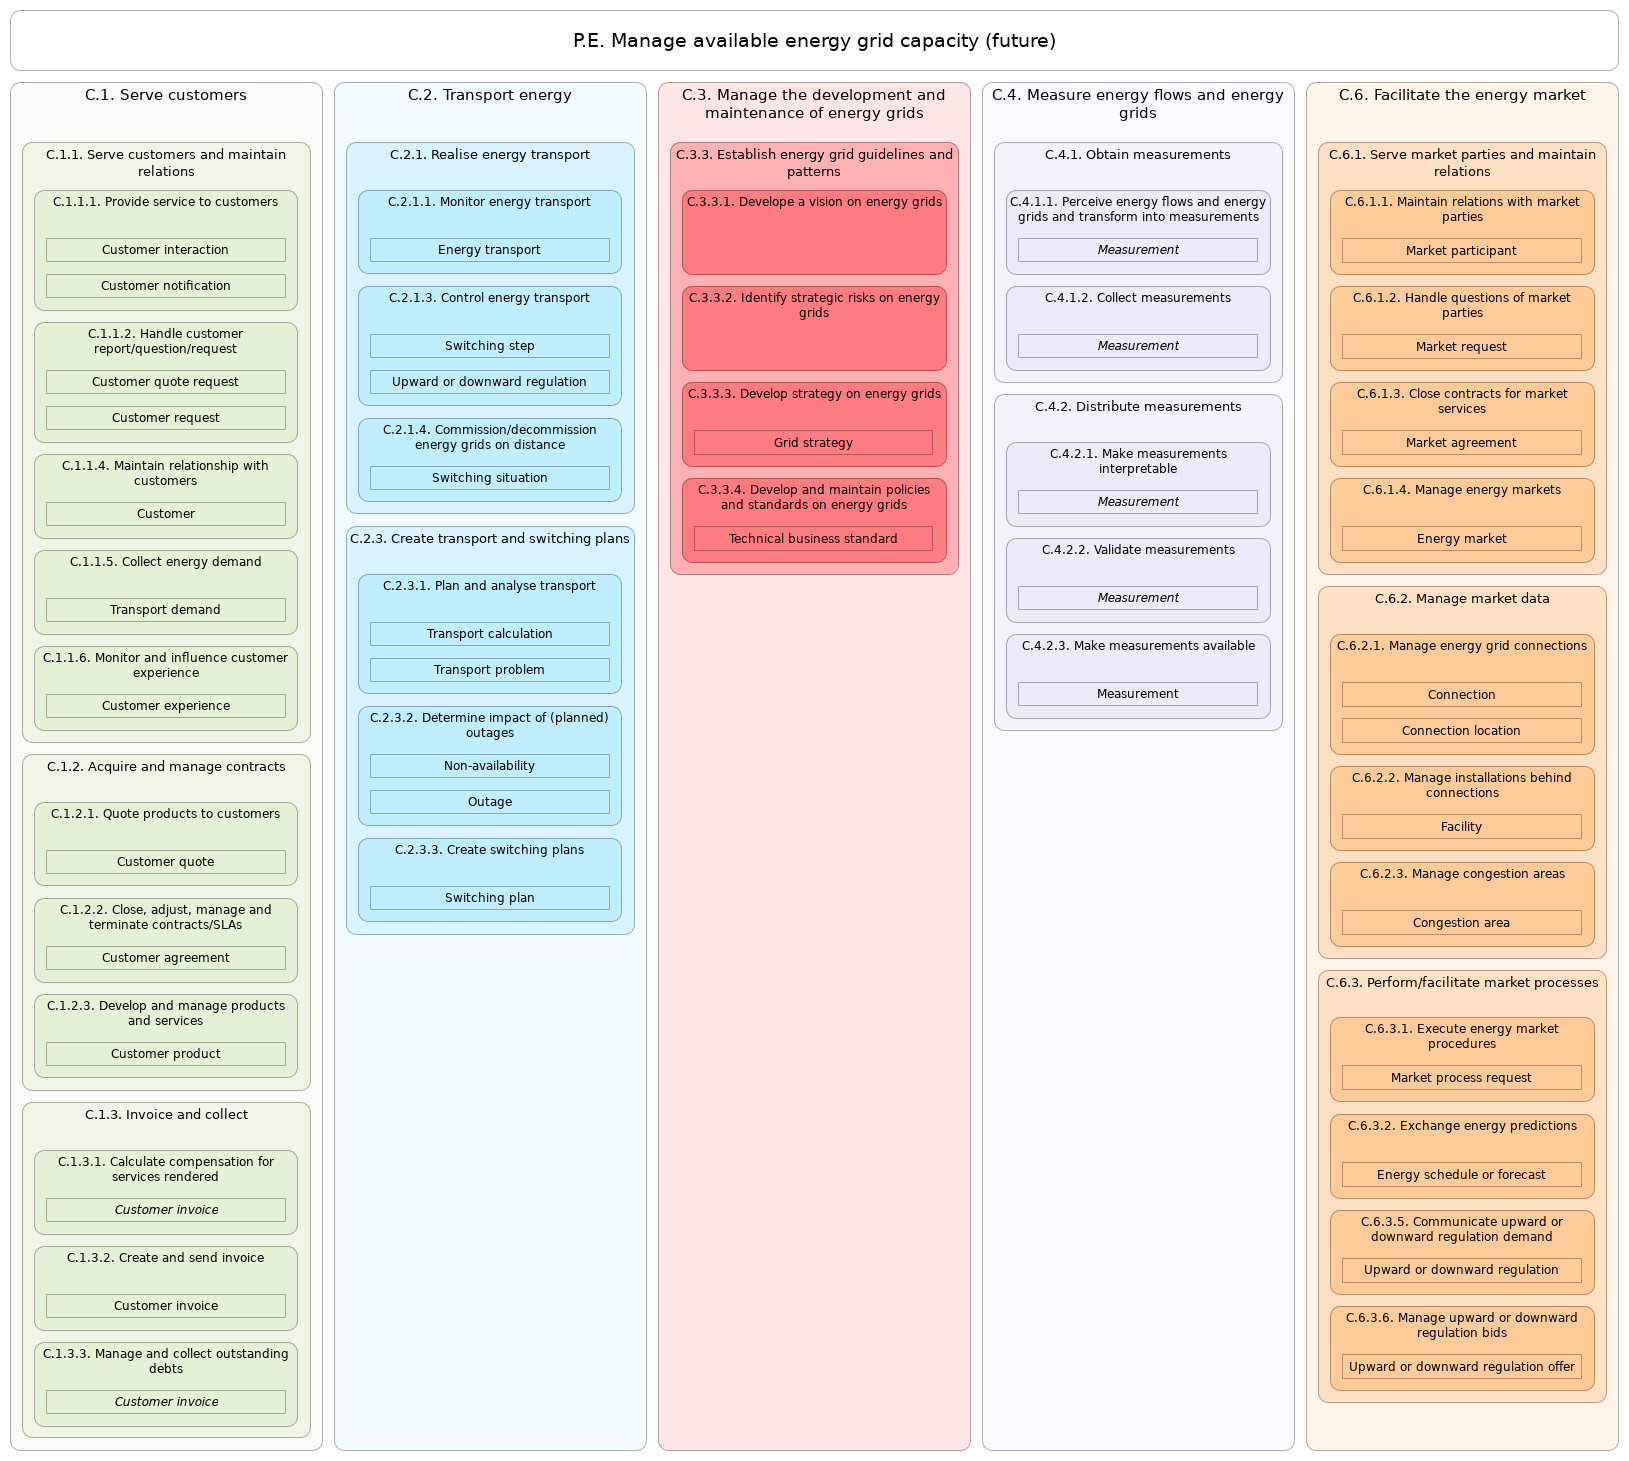 P.E. Manage available energy grid capacity (future)
C.1. Serve customers
C.1.1. Serve customers and maintain
relations
C.1.1.1. Provide service to customers
Customer interaction
Customer notification
C.1.1.2. Handle customer
report/question/request
Customer quote request
Customer request
C.1.1.4. Maintain relationship with
customers
Customer
C.1.1.5. Collect energy demand
Transport demand
C.1.1.6. Monitor and influence customer
experience
Customer experience
C.1.2. Acquire and manage contracts
C.1.2.1. Quote products to customers
Customer quote
C.1.2.2. Close, adjust, manage and
terminate contracts/SLAs
Customer agreement
C.1.2.3. Develop and manage products
and services
Customer product
C.1.3. Invoice and collect
C.1.3.1. Calculate compensation for
services rendered
Customer invoice
C.1.3.2. Create and send invoice
Customer invoice
C.1.3.3. Manage and collect outstanding
debts
Customer invoice
C.2. Transport energy
C.2.1. Realise energy transport
C.2.1.1. Monitor energy transport
Energy transport
C.2.1.3. Control energy transport
Switching step
Upward or downward regulation
C.2.1.4. Commission/decommission
energy grids on distance
Switching situation
C.2.3. Create transport and switching plans
C.2.3.1. Plan and analyse transport
Transport calculation
Transport problem
C.2.3.2. Determine impact of (planned)
outages
Non-availability
Outage
C.2.3.3. Create switching plans
Switching plan
C.3. Manage the development and
maintenance of energy grids
C.3.3. Establish energy grid guidelines and
patterns
C.3.3.1. Develope a vision on energy grids
C.3.3.2. Identify strategic risks on energy
grids
C.3.3.3. Develop strategy on energy grids
Grid strategy
C.3.3.4. Develop and maintain policies
and standards on energy grids
Technical business standard
C.4. Measure energy flows and energy
grids
C.4.1. Obtain measurements
C.4.1.1. Perceive energy flows and energy
grids and transform into measurements
Measurement
C.4.1.2. Collect measurements
Measurement
C.4.2. Distribute measurements
C.4.2.1. Make measurements
interpretable
Measurement
C.4.2.2. Validate measurements
Measurement
C.4.2.3. Make measurements available
Measurement
C.6. Facilitate the energy market
C.6.1. Serve market parties and maintain
relations
C.6.1.1. Maintain relations with market
parties
Market participant
C.6.1.2. Handle questions of market
parties
Market request
C.6.1.3. Close contracts for market
services
Market agreement
C.6.1.4. Manage energy markets
Energy market
C.6.2. Manage market data
C.6.2.1. Manage energy grid connections
Connection
Connection location
C.6.2.2. Manage installations behind
connections
Facility
C.6.2.3. Manage congestion areas
Congestion area
C.6.3. Perform/facilitate market processes
C.6.3.1. Execute energy market
procedures
Market process request
C.6.3.2. Exchange energy predictions
Energy schedule or forecast
C.6.3.5. Communicate upward or
downward regulation demand
Upward or downward regulation
C.6.3.6. Manage upward or downward
regulation bids
Upward or downward regulation offer